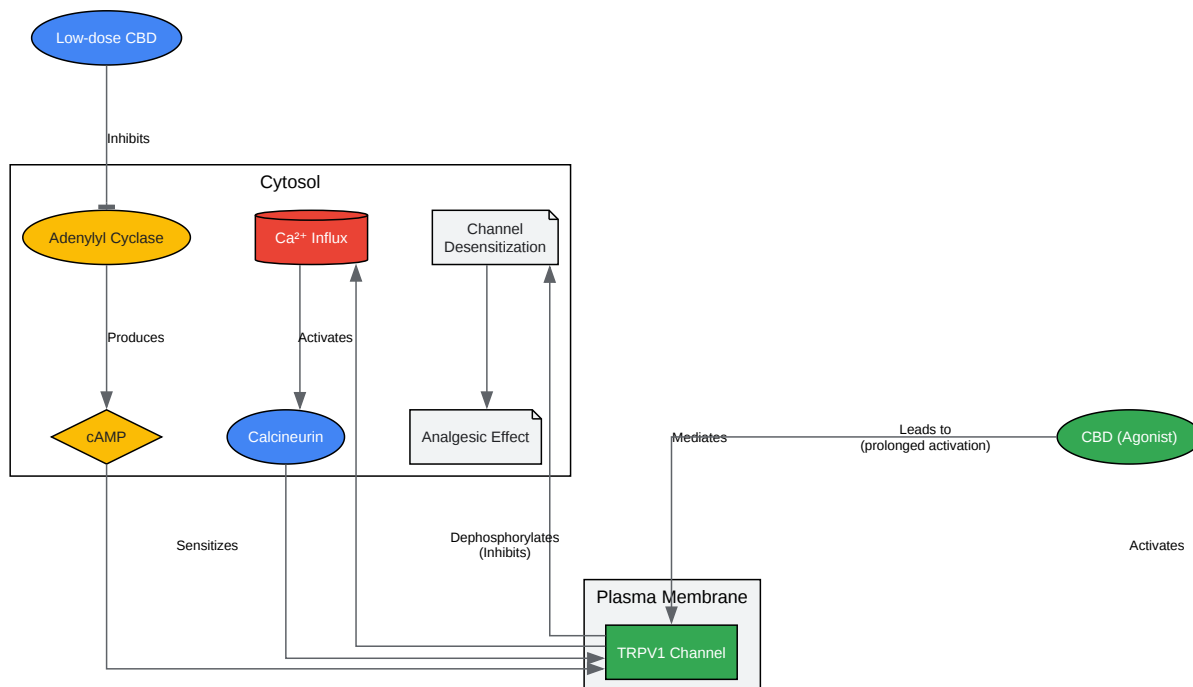 Low-dose CBD
Inhibits
Cytosol
Adenylyl Cyclase
Ca²⁺ Influx
Channel
Desensitization
Produces
Activates
cAMP
Calcineurin
Analgesic Effect
Mediates
Leads to
(prolonged activation)
CBD (Agonist)
Sensitizes
Dephosphorylates
(Inhibits)
Activates
Plasma Membrane
TRPV1 Channel